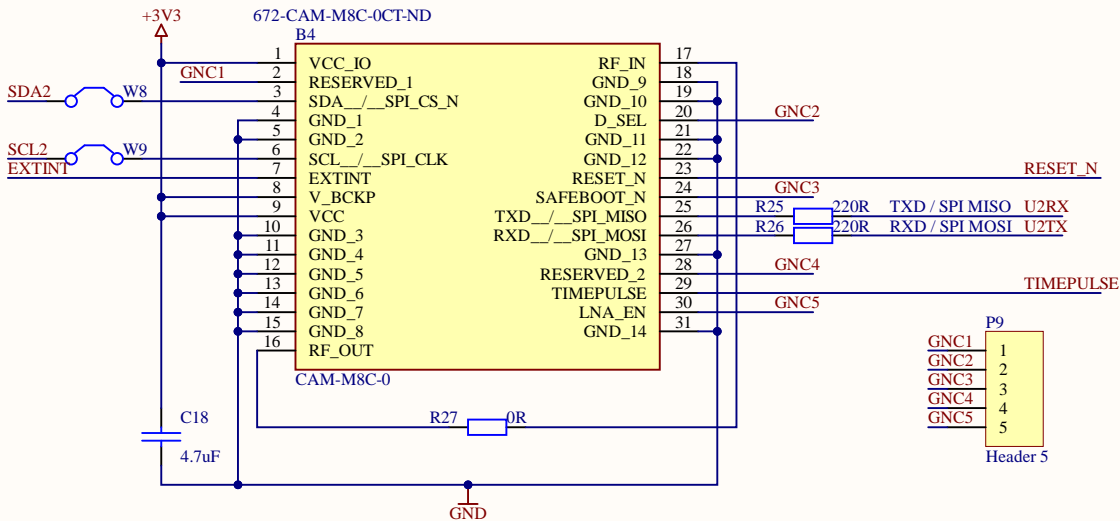 +3V3
672-CAM-M8C-0CT-ND
B4
1 VCC_IO RF_IN 17
GNC1 2 RESERVED_1 GND_9 18
SDA2 W8 3 SDA__/__SPI_CS_N GND_10 19
4 GND_1 D_SEL 20 GNC2
5 GND_2 GND_11 21
SCL2 W9 6 SCL__/__SPI_CLK GND_12 22
EXTINT 7 EXTINT RESET_N 23 RESET_N
8 V_BCKP SAFEBOOT_N 24 GNC3
9 VCC TXD__/__SPI_MISO 25 R25 220R TXD / SPI MISO U2RX
10 GND_3 RXD__/__SPI_MOSI 26 R26 220R RXD / SPI MOSI U2TX
11 GND_4 GND_13 27
12 GND_5 RESERVED_2 28 GNC4
13 GND_6 TIMEPULSE 29 TIMEPULSE
14 GND_7 LNA_EN 30 GNC5
15 GND_8 GND_14 31
16 RF_OUT
CAM-M8C-0
P9
GNC1 1
GNC2 2
GNC3 3
GNC4 4
GNC5 5
Header 5
R27 0R
C18
4.7uF
GND